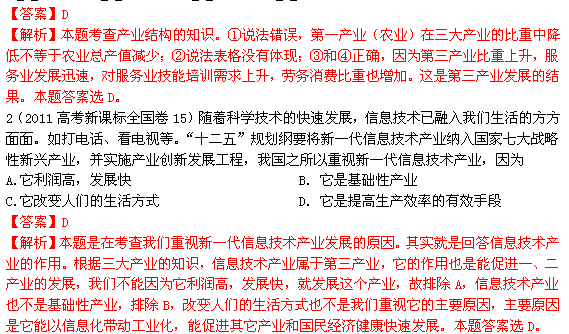 【答案】D
【解析】本题考查产业结构的知识。①说法错误，第一产业（农业）在三大产业的比重中降
低不等于农业总产值减少；②说法表格没有体现；③和④正确，因为第三产业比重上升，服
务业发展迅速，对服务业技能培训需求上升，劳务消费比重也增加。这是第三产业发展的结
果。本题答案选D。
2（2011高考新课标全国卷15）随着科学技术的快速发展，信息技术已融入我们生活的方方
面面。如打电话、看电视等。“十二五”规划纲要将新一代信息技术产业纳入国家七大战略
性新兴产业，并实施产业创新发展工程，我国之所以重视新一代信息技术产业，因为
A.它利润高，发展快 B. 它是基础性产业
C.它改变人们的生活方式 D. 它是提高生产效率的有效手段
【答案】D
【解析】本题是在考查我们重视新一代信息技术产业发展的原因。其实就是回答信息技术产
业的作用。根据三大产业的知识，信息技术产业属于第三产业，它的作用也是能促进一、二
产业的发展，我们不能因为它利润高，发展快，就发展这个产业，故排除A，信息技术产业
也不是基础性产业，排除B，改变人们的生活方式也不是我们重视它的主要原因，主要原因
是它能以信息化带动工业化，能促进其它产业和国民经济健康快速发展。本题答案选D。